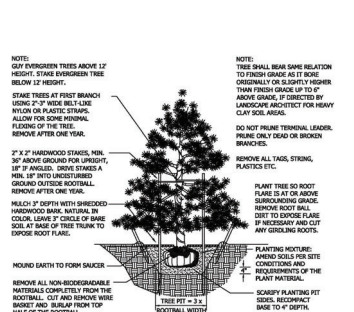 NOTE:
GUY EVERGREEN TREES ABOVE 12'
HEIGHT. STAKE EVERGREEN TREE
BELOW 12' HEIGHT.
STAKE TREES AT FIRST BRANCH
USING 2"-3" WIDE BELT-LIKE
NYLON OR PLASTIC STRAPS.
ALLOW FOR SOME MINIMAL
FLEXING OF THE TREE.
REMOVE AFTER ONE YEAR.
2" X 2" HARDWOOD STAKES, MIN.
36" ABOVE GROUND FOR UPRIGHT,
18" IF ANGLED. DRIVE STAKES A
MIN. 18" INTO UNDISTURBED
GROUND OUTSIDE ROOTBALL.
REMOVE AFTER ONE YEAR.
MULCH 3" DEPTH WITH SHREDDED
HARDWOOD BARK. NATURAL IN
COLOR. LEAVE 3" CIRCLE OF BARE
SOIL AT BASE OF TREE TRUNK TO
EXPOSE ROOT FLARE.
MOUND EARTH TO FORM SAUCER
REMOVE ALL NON-BIODEGRADABLE
MATERIALS COMPLETELY FROM THE
ROOTBALL. CUT AND REMOVE WIRE
BASKET AND BURLAP FROM TOP
HALF OF THE ROOTBALL
NOTE:
TREE SHALL BEAR SAME RELATION
TO FINISH GRADE AS IT BORE
ORIGINALLY OR SLIGHTLY HIGHER
THAN FINISH GRADE UP TO 6"
ABOVE GRADE, IF DIRECTED BY
LANDSCAPE ARCHITECT FOR HEAVY
CLAY SOIL AREAS.
DO NOT PRUNE TERMINAL LEADER.
PRUNE ONLY DEAD OR BROKEN
BRANCHES.
REMOVE ALL TAGS, STRING,
PLASTICS ETC.
PLANT TREE SO ROOT
FLARE IS AT OR ABOVE
SURROUNDING GRADE.
REMOVE ROOT BALL
DIRT TO EXPOSE FLARE
IF NECESSARY AND CUT
ANY GIRDLING ROOTS.
PLANTING MIXTURE:
AMEND SOILS PER SITE
CONDITIONS AND
REQUIREMENTS OF THE
PLANT MATERIAL.
SCARIFY PLANTING PIT
SIDES. RECOMPACT
BASE TO 4" DEPTH.
TREE PIT = 3 x
ROOTBALL WIDTH